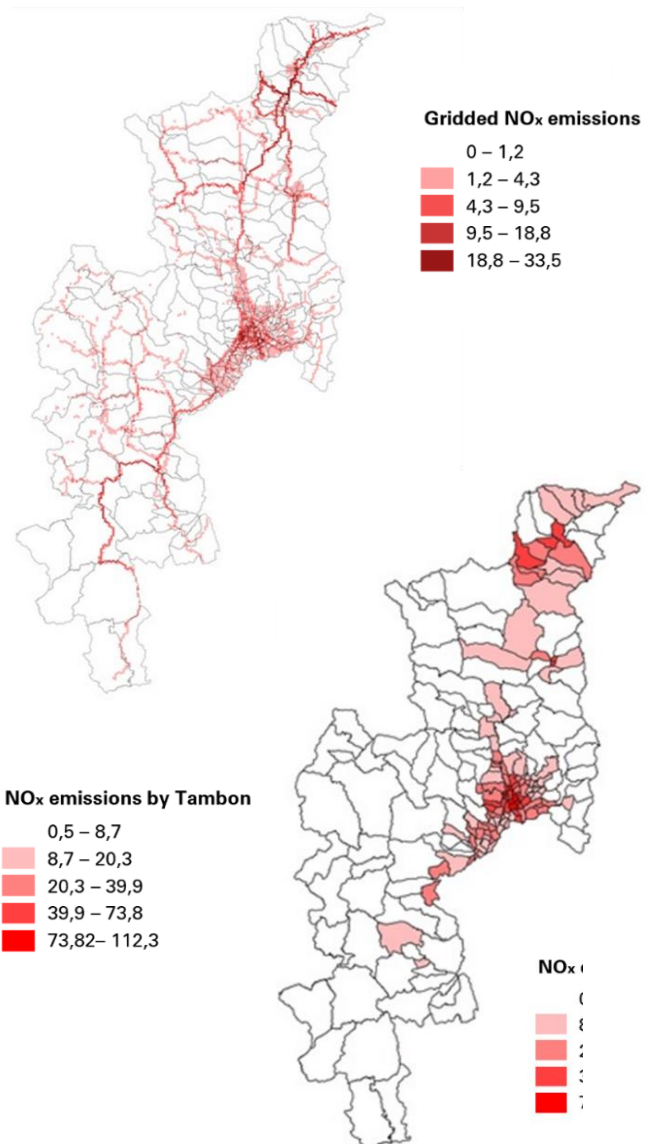 Gridded NOx emissions
0 – 1,2
1,2 – 4,3
4,3 – 9,5
9,5 – 18,8
18,8 – 33,5
NOx emissions by Tambon
0,5 – 8,7
8,7 – 20,3
20,3 – 39,9
39,9 – 73,8
73,82– 112,3
NOx